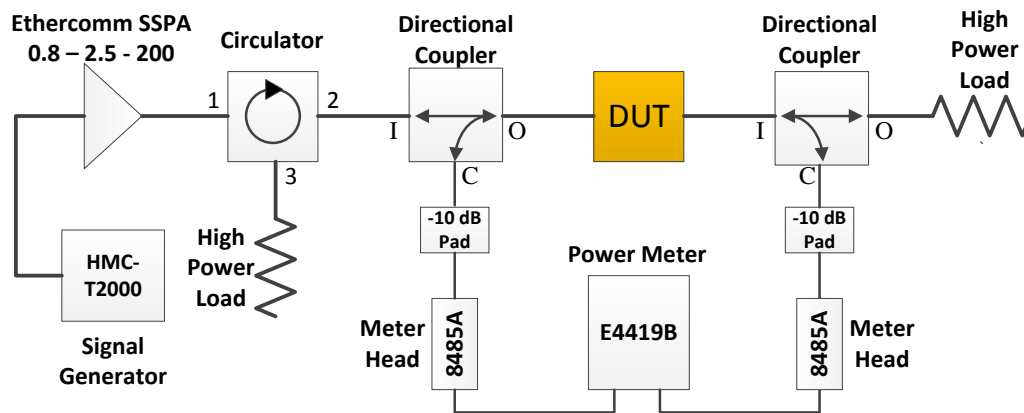 Ethercomm SSPA
0.8 – 2.5 - 200
Circulator
Directional
Coupler
Directional
Coupler
High
Power
Load
1
2
3
I
O
C
DUT
I
O
C
-10 dB
Pad
-10 dB
Pad
HMC-
T2000
Signal
Generator
High
Power
Load
Power Meter
E4419B
Meter
Head
8485A
8485A
Meter
Head